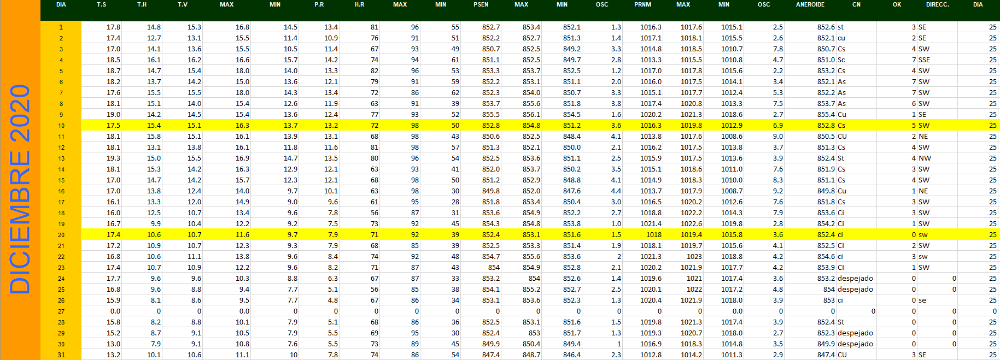 DICIEMBRE 2020
DIA T.S T.H T.V MAX MIN P.R H.R MAX MIN PSEN MAX MIN OSC PRNM MAX MIN OSC ANEROIDE CN OK DIRECC. DIA
1 17.8 14.8 15.3 16.8 14.5 13.4 81 96 55 852.7 853.4 852.1 1.3 1016.3 1017.6 1015.1 2.5 852.6 st 3 SE 25
2 17.4 12.7 13.1 15.5 11.4 10.9 76 91 51 852.2 852.7 851.3 1.4 1017.1 1018.1 1015.5 2.6 852.1 cu 2 SE 25
3 17.0 14.1 13.6 15.5 10.5 11.4 67 93 49 850.7 852.5 849.2 3.3 1014.8 1018.5 1010.7 7.8 850.7 Cs 4 SW 25
4 18.5 16.1 16.2 16.6 15.7 14.2 74 94 61 851.1 852.5 849.7 2.8 1013.3 1015.5 1010.8 4.7 851.0 Sc 7 SSE 25
5 18.7 14.7 15.4 18.0 14.0 13.3 82 96 53 853.3 853.7 852.5 1.2 1017.0 1017.8 1015.6 2.2 853.2 Cs 4 SW 25
6 18.2 13.7 14.2 15.0 13.6 12.1 79 91 59 852.2 853.1 851.1 2.0 1016.0 1017.5 1014.1 3.4 852.1 As 7 SW 25
7 17.6 15.5 15.5 18.0 14.3 13.4 72 86 62 852.3 854.0 850.7 3.3 1015.1 1017.7 1012.4 5.3 852.2 As 7 SW 25
8 18.1 15.1 14.0 15.4 12.6 11.9 63 91 39 853.7 855.6 851.8 3.8 1017.4 1020.8 1013.3 7.5 853.7 As 6 SW 25
9 19.0 14.2 14.5 15.4 13.6 12.4 77 93 52 855.5 856.1 854.5 1.6 1020.2 1021.3 1018.6 2.7 855.4 Cu 1 SE 25
10 17.5 15.4 15.1 16.3 13.7 13.2 72 98 50 852.8 854.8 851.2 3.6 1016.3 1019.8 1012.9 6.9 852.8 Cs 5 SW 25
11 18.1 15.8 15.1 16.1 13.9 13.1 68 98 43 850.6 852.5 848.4 4.1 1013.8 1017.6 1008.6 9.0 850.5 CU 2 NE 25
12 18.1 13.1 13.8 16.1 11.8 11.6 81 98 57 851.3 852.1 850.0 2.1 1016.2 1017.5 1013.8 3.7 851.3 Cs 4 SW 25
13 19.3 15.0 15.5 16.9 14.7 13.5 80 96 54 852.5 853.6 851.1 2.5 1015.9 1017.5 1013.6 3.9 852.4 St 4 NW 25
14 18.1 15.3 14.2 16.3 12.9 12.1 63 93 41 852.0 853.7 850.2 3.5 1015.1 1018.6 1011.0 7.6 851.9 Cs 3 SW 25
15 17.0 14.7 14.2 15.7 12.3 12.1 68 98 50 851.2 852.9 848.8 4.1 1014.9 1018.3 1010.0 8.3 851.1 Cs 4 SW 25
16 17.0 13.8 12.4 14.0 9.7 10.1 63 98 30 849.8 852.0 847.6 4.4 1013.7 1017.9 1008.7 9.2 849.8 Cu 1 NE 25
17 16.1 13.3 12.0 14.9 9.0 9.6 61 95 28 851.8 853.4 850.4 3.0 1016.5 1020.2 1012.6 7.6 851.8 Cs 3 SW 25
18 16.0 12.5 10.7 13.4 9.6 7.8 56 87 31 853.6 854.9 852.2 2.7 1018.8 1022.2 1014.3 7.9 853.6 Ci 3 SW 25
19 16.7 9.9 10.4 12.2 9.2 7.5 73 92 45 854.3 854.8 853.8 1.0 1021.4 1022.6 1019.8 2.8 854.2 Ci 1 SW 25
20 17.4 10.6 10.7 11.6 9.7 7.9 71 92 39 852.4 853.1 851.6 1.5 1018 1019.4 1015.8 3.6 852.4 ci 0 sw 25
21 17.2 10.9 10.7 12.3 9.3 7.9 68 85 39 852.5 853.3 851.4 1.9 1018.1 1019.7 1015.6 4.1 852.5 CI 2 SW 25
22 16.8 10.6 11.1 13.8 9.6 8.4 74 92 48 854.7 855.6 853.6 2 1021.3 1023 1018.8 4.2 854.6 ci 3 sw 25
23 17.4 10.7 10.9 12.2 9.6 8.2 71 87 43 854 854.9 852.8 2.1 1020.2 1021.9 1017.7 4.2 853.9 CI 1 SW 25
24 17.7 9.6 9.6 10.3 8.8 6.3 67 87 33 853.2 854 852.6 1.4 1019.6 1021 1017.4 3.6 853.2 despejado 0 0 25
25 16.8 9.6 8.8 9.4 7.7 5.1 56 85 38 854.1 855.2 852.7 2.5 1020.1 1022 1017.2 4.8 854 despejado 0 0 25
26 15.9 8.1 8.6 9.5 7.7 4.8 67 86 34 853.1 853.6 852.3 1.3 1020.4 1021.9 1018.0 3.9 853 ci 0 se 25
27 0.0 0 0 0.0 0 0 0 0 0 0 0 0 0 0 0 0.0 0 0 0 0 0 0
28 15.8 8.2 8.8 10.1 7.9 5.1 68 86 36 852.5 853.1 851.6 1.5 1019.8 1021.3 1017.4 3.9 852.4 St 0 0 25
29 15.2 8.7 9.1 10.5 7.9 5.5 69 95 30 852.4 853 851.7 1.3 1019.3 1020.7 1018.0 2.7 852.3 despejado 0 0 25
30 13.0 7.9 9.1 10.8 7.6 5.5 73 89 45 849.9 850.4 849.4 1 1016.9 1018.3 1014.8 3.5 849.9 despejado 0 0 25
31 13.2 10.1 10.6 11.1 10 7.8 74 86 54 847.4 848.7 846.4 2.3 1012.8 1014.2 1011.3 2.9 847.4 CU 3 SE 25